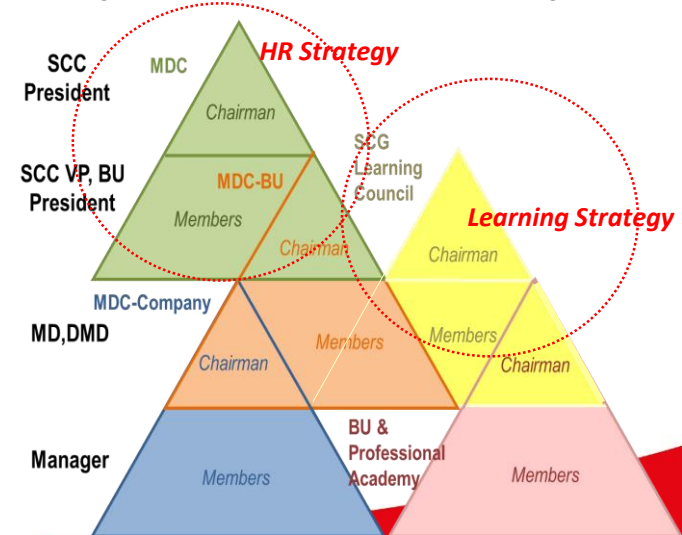 HR Strategy
SCC
President
MDC
Chairman
SCG
Learning
Council
SCC VP, BU
President
MDC-BU
Members
Chairman
Learning Strategy
Chairman
MDC-Company
MD,DMD
Chairman
Members
Members
Chairman
BU &
Professional
Academy
Manager
Members
Members